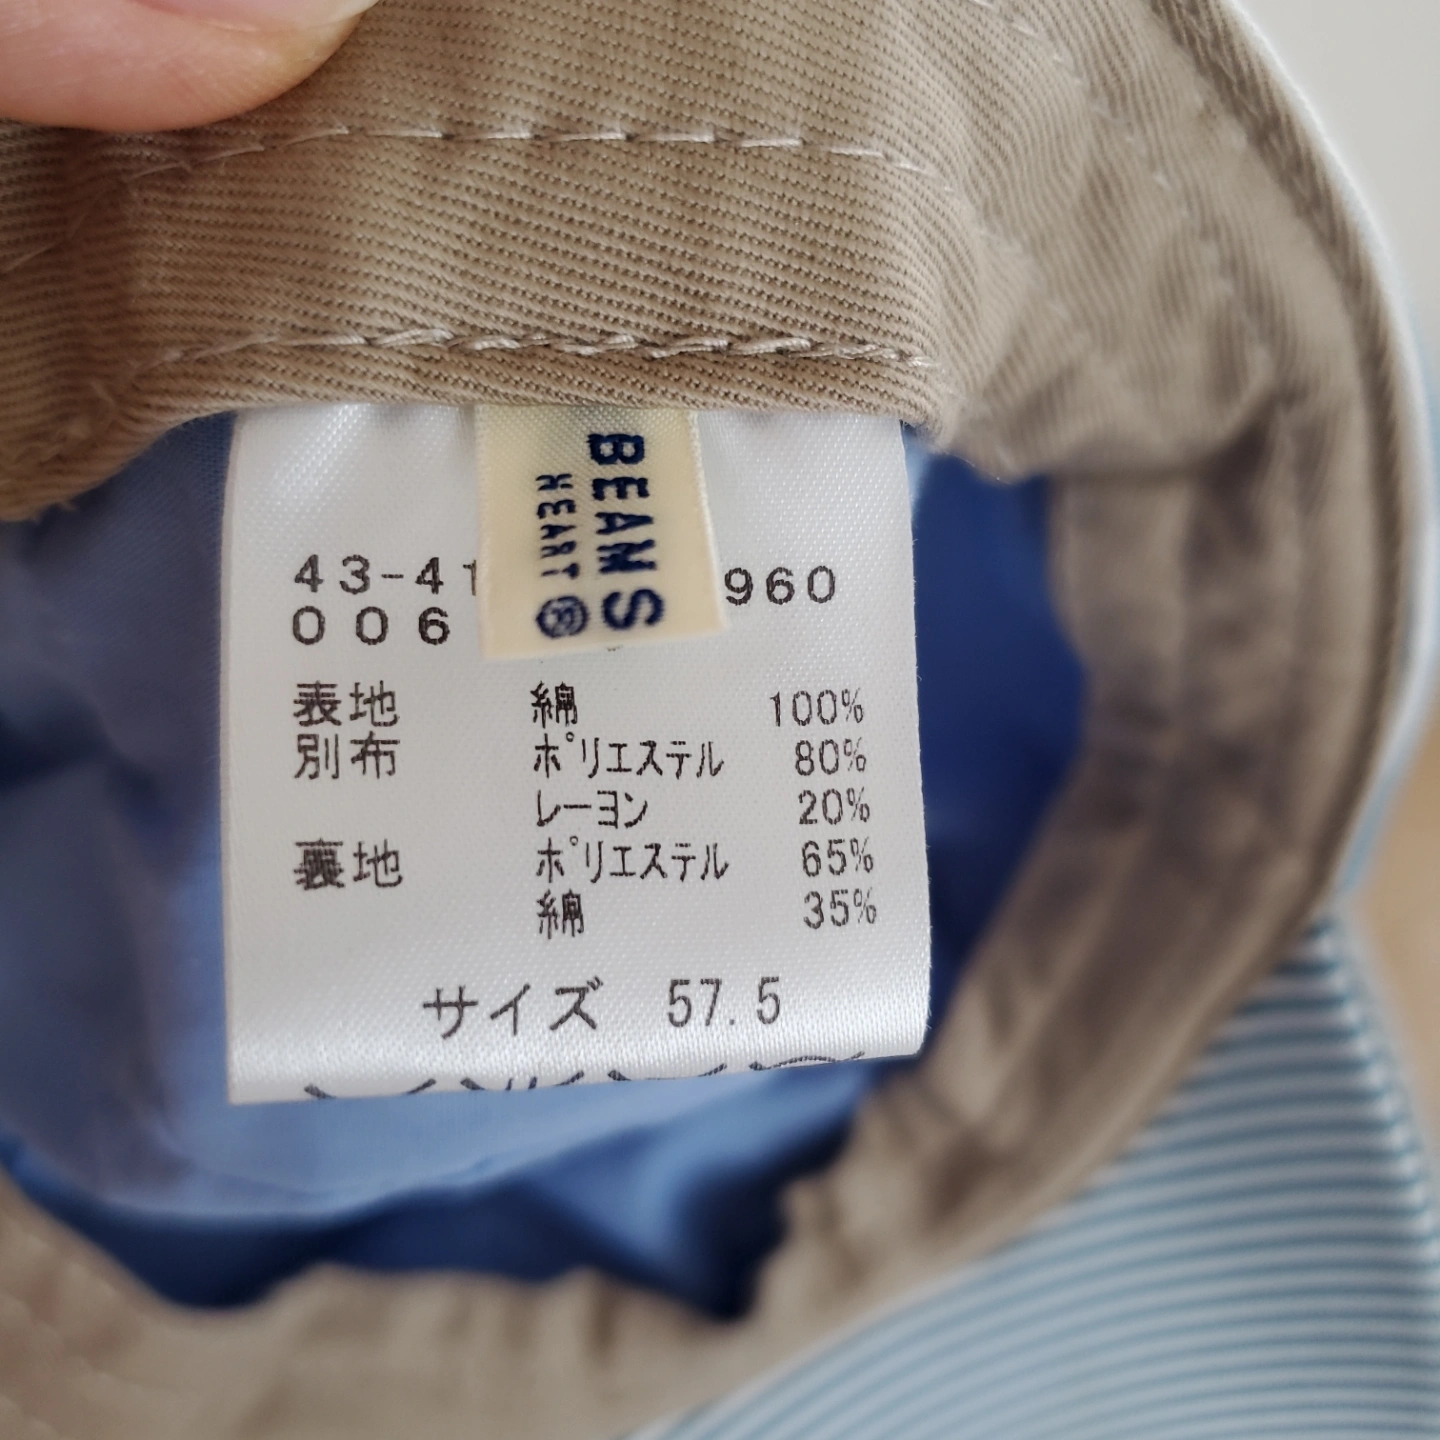 BEAMS
HEART ®
43-41 960
006
表地 綿 100%
別布 ポリエステル 80%
レーヨン 20%
裏地 ポリエステル 65%
綿 35%
サイズ 57.5